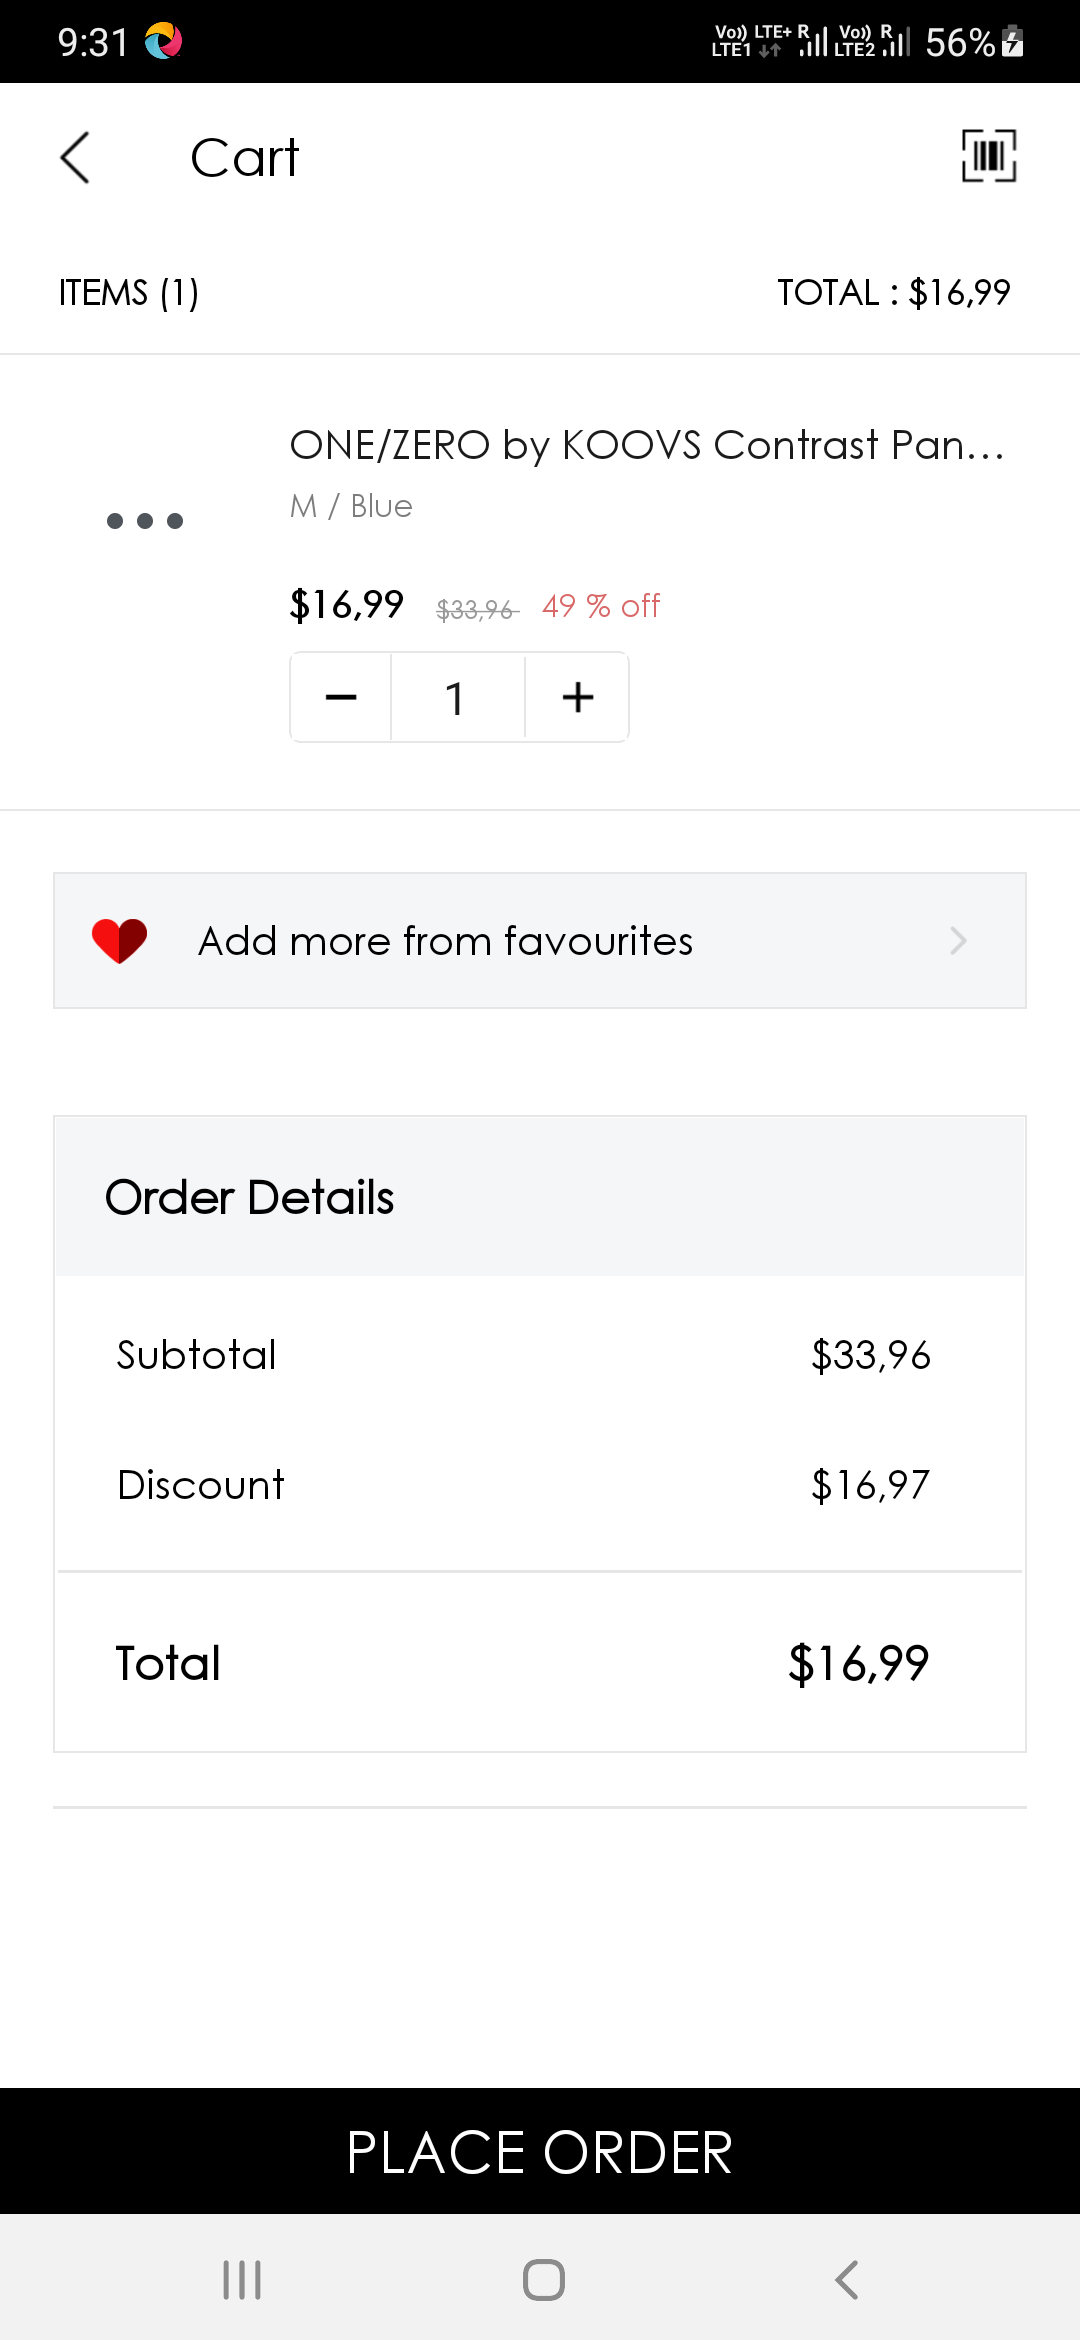 9:31
Vo)) LTE+ R Vo)) R 56%
LTE1 LTE2
Cart
ITEMS (1) TOTAL : $16,99
ONE/ZERO by KOOVS Contrast Pan...
M / Blue
$16,99 $33,96 49 % off
1
Add more from favourites
Order Details
Subtotal $33,96
Discount $16,97
Total $16,99
PLACE ORDER